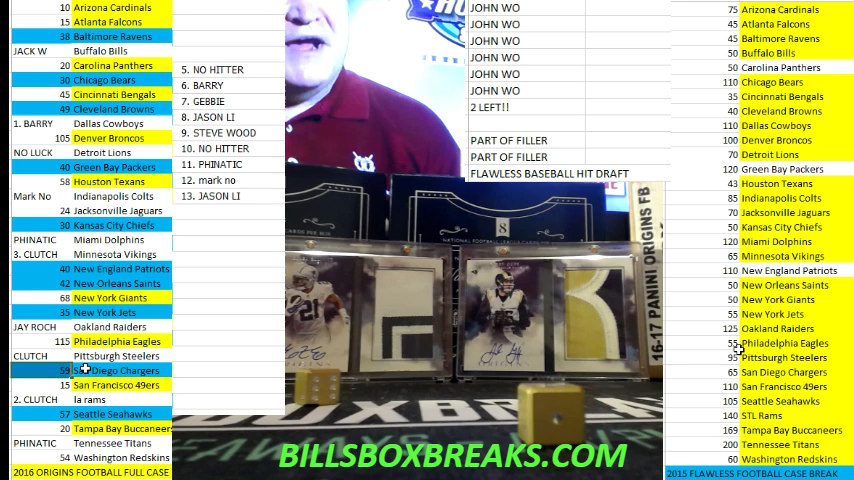 10 Arizona Cardinals
15 Atlanta Falcons
38 Baltimore Ravens
JACK W Buffalo Bills
20 Carolina Panthers
30 Chicago Bears
45 Cincinnati Bengals
49 Cleveland Browns
1. BARRY Dallas Cowboys
105 Denver Broncos
NO LUCK Detroit Lions
40 Green Bay Packers
58 Houston Texans
Mark No Indianapolis Colts
24 Jacksonville Jaguars
30 Kansas City Chiefs
PHINATIC Miami Dolphins
3. CLUTCH Minnesota Vikings
40 New England Patriots
42 New Orleans Saints
68 New York Giants
35 New York Jets
JAY ROCH Oakland Raiders
115 Philadelphia Eagles
CLUTCH Pittsburgh Steelers
59 San Diego Chargers
15 San Francisco 49ers
2. CLUTCH la rams
57 Seattle Seahawks
20 Tampa Bay Buccaneers
PHINATIC Tennessee Titans
54 Washington Redskins
2016 ORIGINS FOOTBALL FULL CASE
5. NO HITTER
6. BARRY
7. GEBBIE
8. JASON LI
9. STEVE WOOD
10. NO HITTER
11. PHINATIC
12. mark no
13. JASON LI
JOHN WO
JOHN WO
JOHN WO
JOHN WO
JOHN WO
JOHN WO
2 LEFT!!
PART OF FILLER
PART OF FILLER
FLAWLESS BASEBALL HIT DRAFT
8
21
16-17 PANINI ORIGINS FB
BILLSBOXBREAKS.COM
75 Arizona Cardinals
45 Atlanta Falcons
45 Baltimore Ravens
50 Buffalo Bills
50 Carolina Panthers
110 Chicago Bears
35 Cincinnati Bengals
40 Cleveland Browns
110 Dallas Cowboys
100 Denver Broncos
70 Detroit Lions
120 Green Bay Packers
43 Houston Texans
85 Indianapolis Colts
70 Jacksonville Jaguars
50 Kansas City Chiefs
120 Miami Dolphins
65 Minnesota Vikings
110 New England Patriots
50 New Orleans Saints
50 New York Giants
55 New York Jets
125 Oakland Raiders
55 Philadelphia Eagles
95 Pittsburgh Steelers
65 San Diego Chargers
110 San Francisco 49ers
105 Seattle Seahawks
140 STL Rams
169 Tampa Bay Buccaneers
200 Tennessee Titans
60 Washington Redskins
2015 FLAWLESS FOOTBALL CASE BREAK